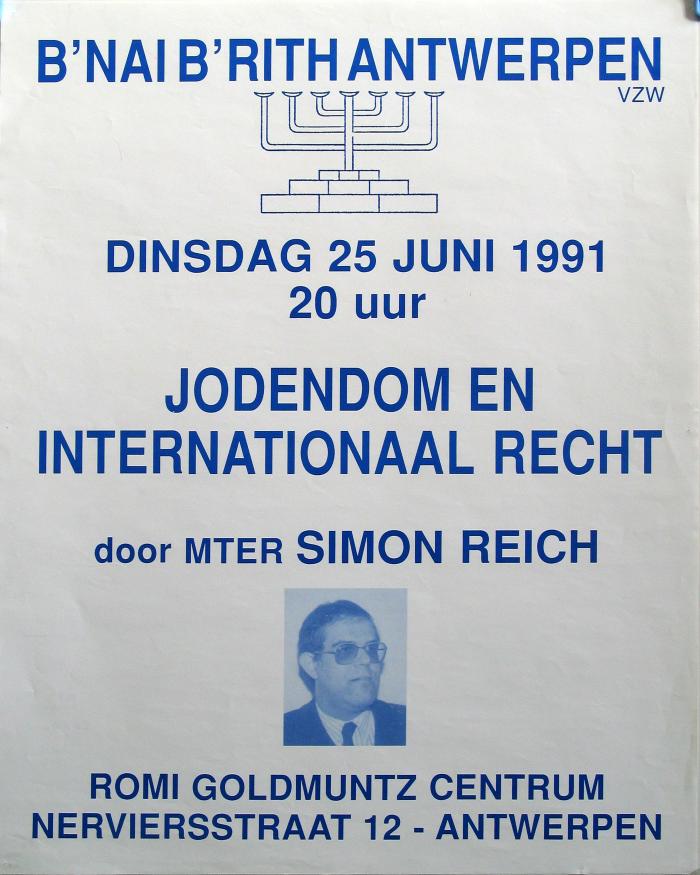 B'NAI B'RITH ANTWERPEN
VZW
DINSDAG 25 JUNI 1991
20 uur
JODENDOM EN
INTERNATIONAAL RECHT
door MTER SIMON REICH
ROMI GOLDMUNTZ CENTRUM
NERVIERSSTRAAT 12 - ANTWERPEN